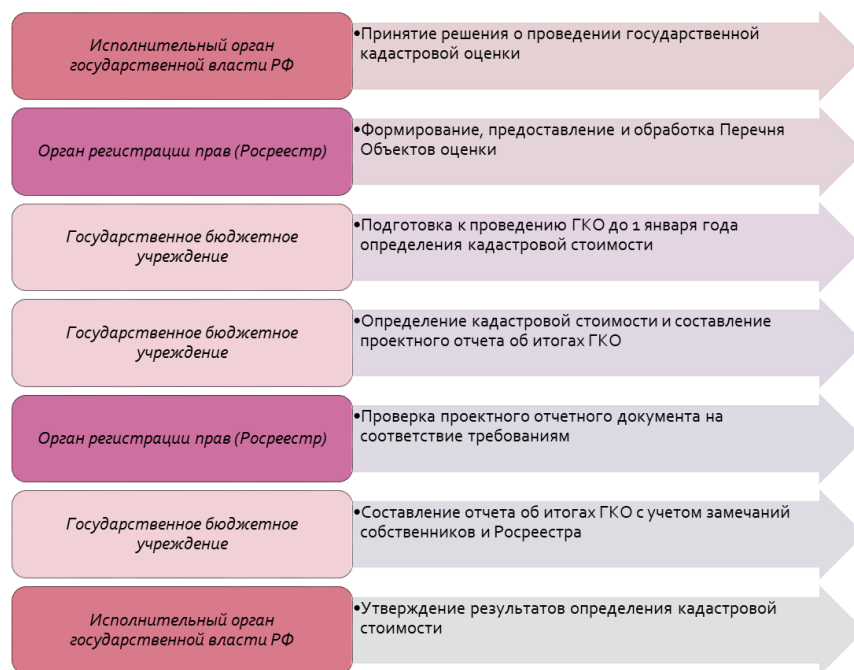 Исполнительный орган
государственной власти РФ
•Принятие решения о проведении государственной
кадастровой оценки
Орган регистрации прав (Росреестр)
•Формирование, предоставление и обработка Перечня
Объектов оценки
Государственное бюджетное
учреждение
•Подготовка к проведению ГКО до 1 января года
определения кадастровой стоимости
Государственное бюджетное
учреждение
•Определение кадастровой стоимости и составление
проектного отчета об итогах ГКО
Орган регистрации прав (Росреестр)
•Проверка проектного отчетного документа на
соответствие требованиям
Государственное бюджетное
учреждение
•Составление отчета об итогах ГКО с учетом замечаний
собственников и Росреестра
Исполнительный орган
государственной власти РФ
•Утверждение результатов определения кадастровой
стоимости